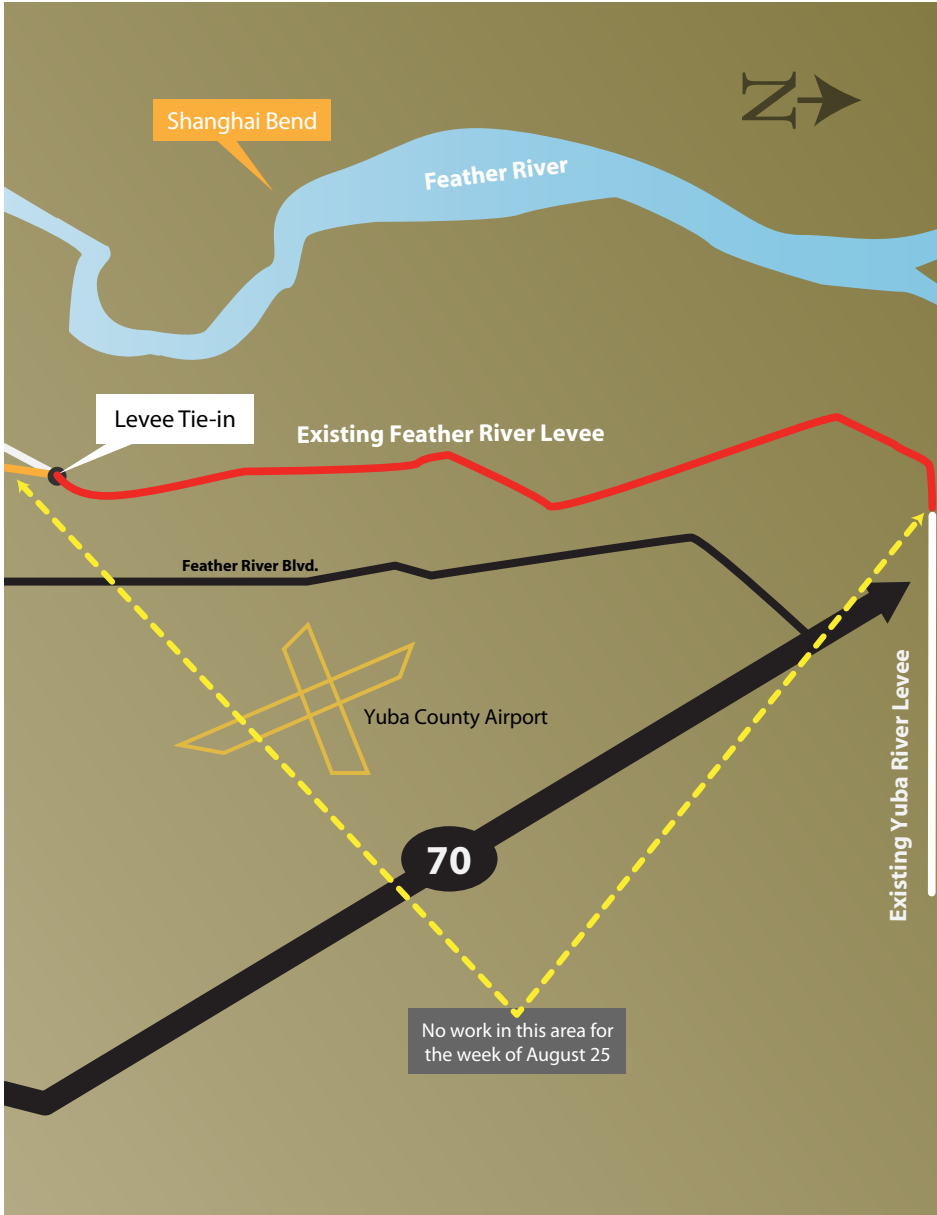 N
Shanghai Bend
Feather River
Levee Tie-in
Existing Feather River Levee
Feather River Blvd.
Yuba County Airport
Existing Yuba River Levee
70
No work in this area for
the week of August 25